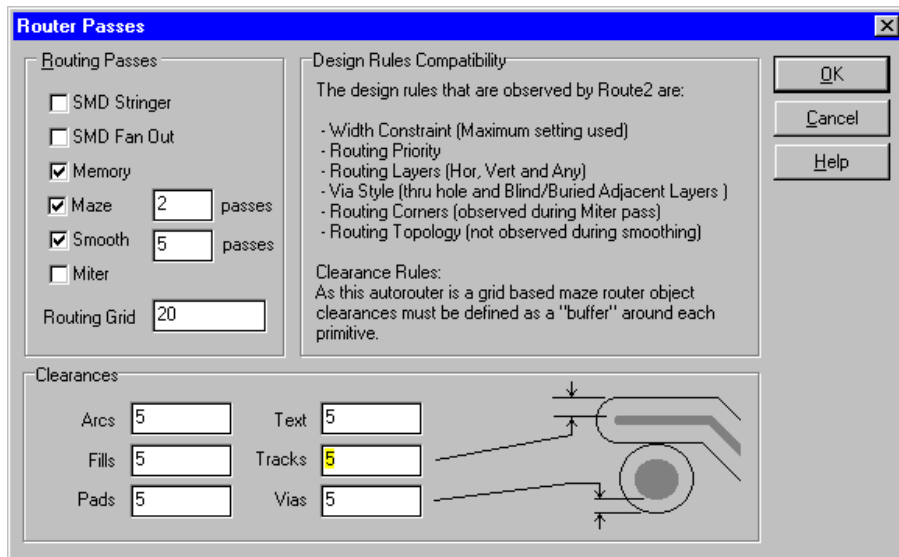 Router Passes
Routing Passes
SMD Stringer
SMD Fan Out
Memory
Maze 2 passes
Smooth 5 passes
Miter
Routing Grid 20
Design Rules Compatibility
The design rules that are observed by Route2 are:
- Width Constraint (Maximum setting used)
- Routing Priority
- Routing Layers (Hor, Vert and Any)
- Via Style (thru hole and Blind/Buried Adjacent Layers )
- Routing Corners (observed during Miter pass)
- Routing Topology (not observed during smoothing)
Clearance Rules:
As this autorouter is a grid based maze router object
clearances must be defined as a "buffer" around each
primitive.
OK
Cancel
Help
Clearances
Arcs 5 Text 5
Fills 5 Tracks 5
Pads 5 Vias 5